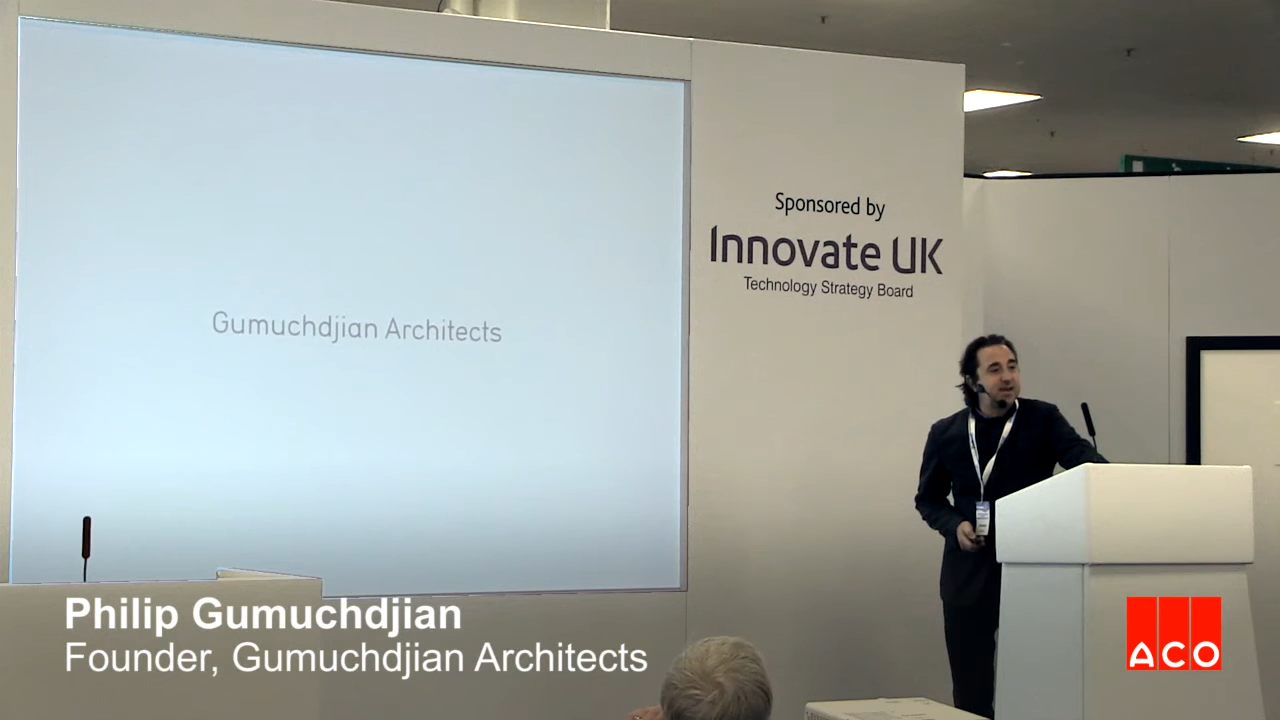 Gumuchdjian Architects
Sponsored by
Innovate UK
Technology Strategy Board
Philip Gumuchdjian
Founder, Gumuchdjian Architects
ACO